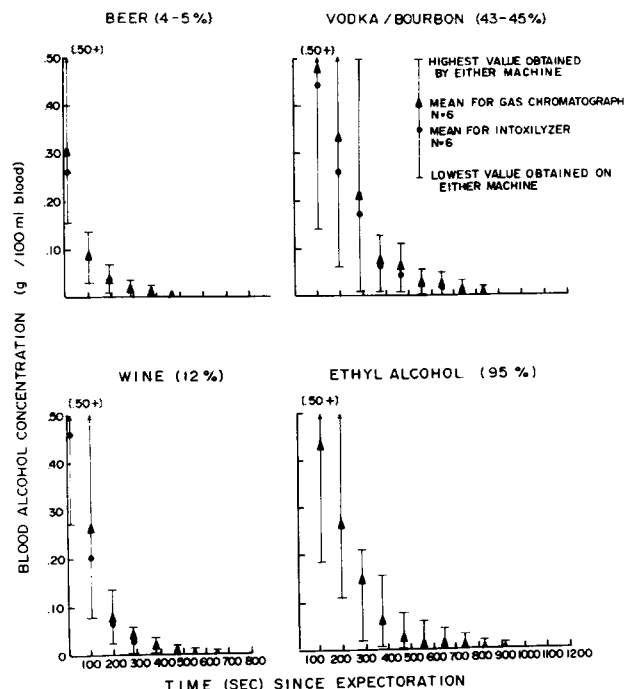 BEER (4-5%)
(.50+)
.50
.40
.30
.20
.10
VODKA / BOURBON (43-45%)
(.50+)
HIGHEST VALUE OBTAINED
BY EITHER MACHINE
MEAN FOR GAS CHROMATOGRAPH
N=6
MEAN FOR INTOXILYZER
N=6
LOWEST VALUE OBTAINED ON
EITHER MACHINE
BLOOD ALCOHOL CONCENTRATION (g /100 ml blood)
WINE (12%)
(.50+)
.50
.40
.30
.20
.10
0
100 200 300 400 500 600 700 800
ETHYL ALCOHOL (95%)
(.50+)
100 200 300 400 500 600 700 800 900 1000 1100 1200
TIME (SEC) SINCE EXPECTORATION